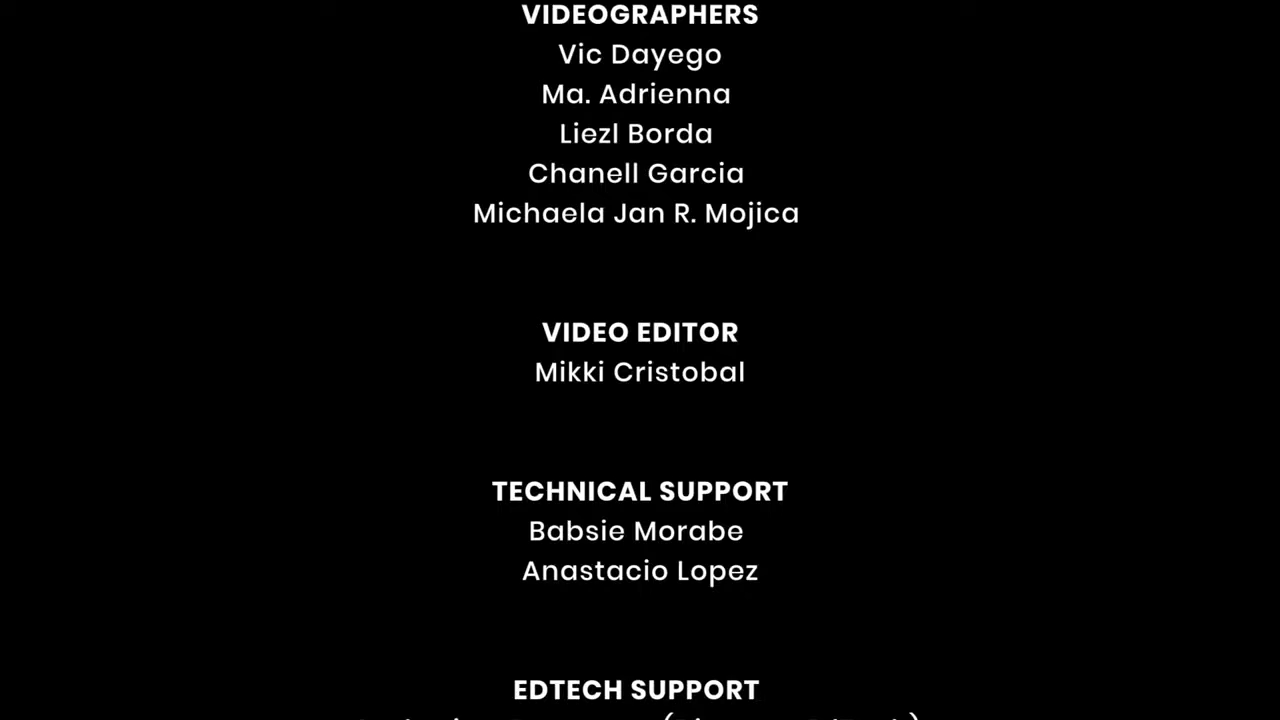 VIDEOGRAPHERS
Vic Dayego
Ma. Adrienna
Liezl Borda
Chanell Garcia
Michaela Jan R. Mojica
VIDEO EDITOR
Mikki Cristobal
TECHNICAL SUPPORT
Babsie Morabe
Anastacio Lopez
EDTECH SUPPORT